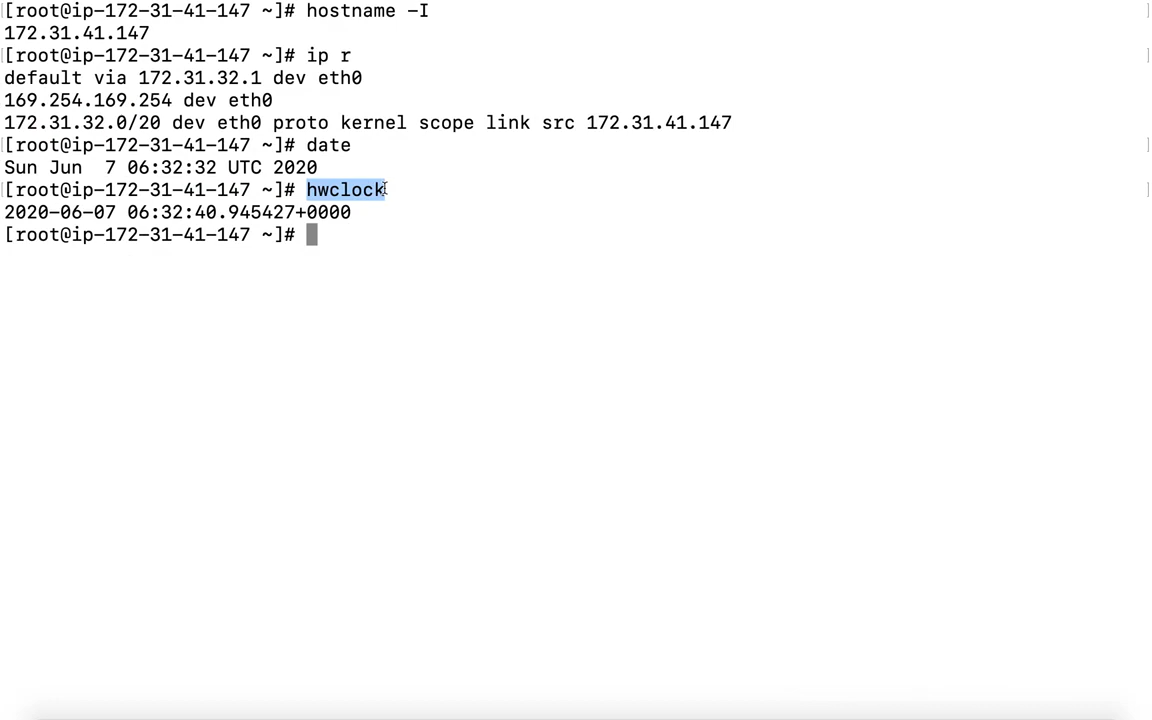 [root@ip-172-31-41-147 ~]# hostname -I
172.31.41.147
[root@ip-172-31-41-147 ~]# ip r
default via 172.31.32.1 dev eth0
169.254.169.254 dev eth0
172.31.32.0/20 dev eth0 proto kernel scope link src 172.31.41.147
[root@ip-172-31-41-147 ~]# date
Sun Jun  7 06:32:32 UTC 2020
[root@ip-172-31-41-147 ~]# hwclock
2020-06-07 06:32:40.945427+0000
[root@ip-172-31-41-147 ~]#